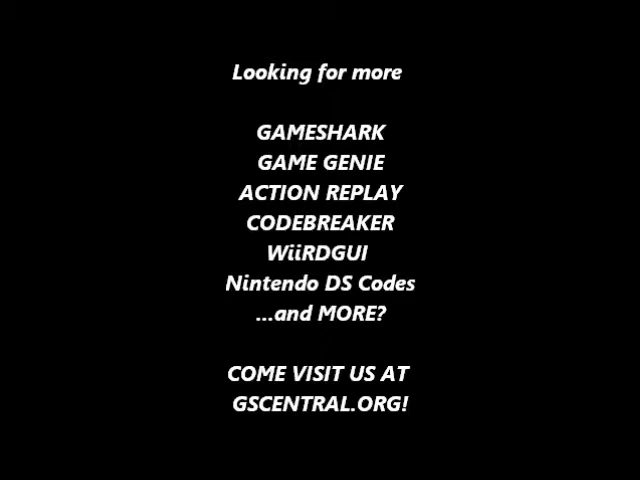 Looking for more
GAMESHARK
GAME GENIE
ACTION REPLAY
CODEBREAKER
WiiRDGUI
Nintendo DS Codes
...and MORE?
COME VISIT US AT
GSCENTRAL.ORG!